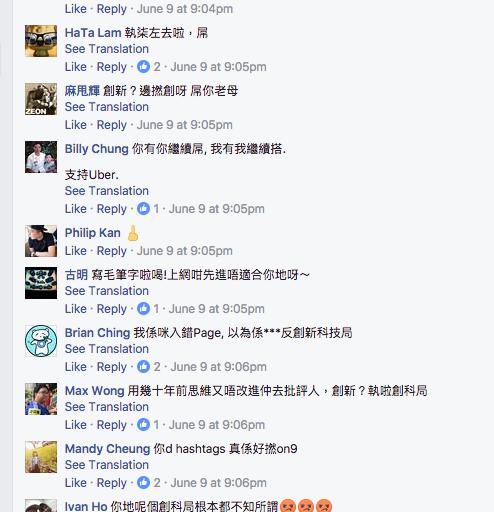 Like · Reply · June 9 at 9:04pm
HaTa Lam 執柒左去啦，屌
See Translation
Like · Reply · 2 · June 9 at 9:05pm
麻甩輝 創新？邊撚創呀 屌你老母
See Translation
Like · Reply · June 9 at 9:05pm
Billy Chung 你有你繼續屌, 我有我繼續搭.
支持Uber.
See Translation
Like · Reply · 1 · June 9 at 9:05pm
Philip Kan
Like · Reply · June 9 at 9:05pm
古明 寫毛筆字啦喝!上網咁先進唔適合你地呀～
See Translation
Like · Reply · 1 · June 9 at 9:05pm
Brian Ching 我係咪入錯Page, 以為係***反創新科技局
See Translation
Like · Reply · 2 · June 9 at 9:06pm
Max Wong 用幾十年前思維又唔改進仲去批評人，創新？執啦創科局
See Translation
Like · Reply · 1 · June 9 at 9:06pm
Mandy Cheung 你d hashtags 真係好撚on9
See Translation
Like · Reply · 2 · June 9 at 9:06pm
Ivan Ho 你地呢個創科局根本都不知所謂
ZEON